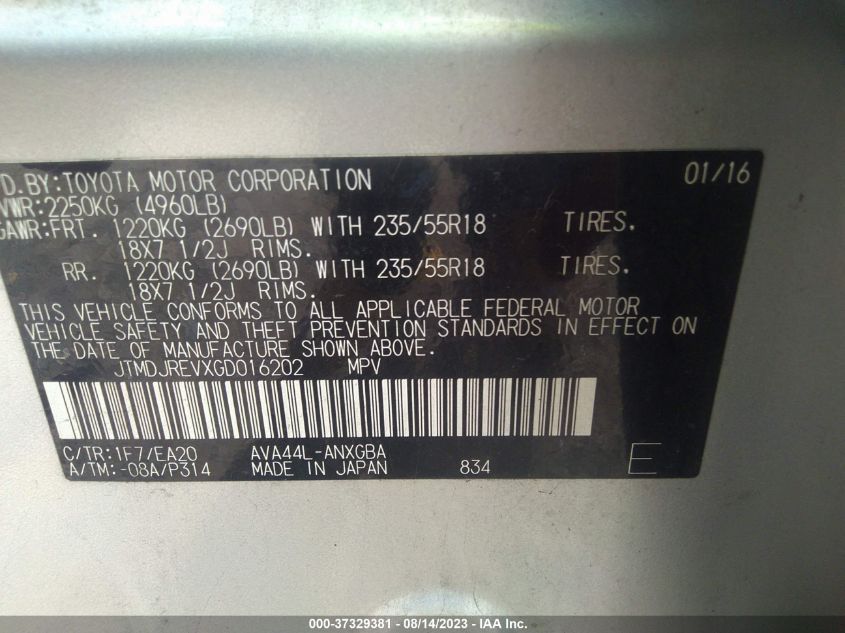 D.BY:TOYOTA MOTOR CORPORATION 01/16
VWR:2250KG (4960LB)
GAWR:FRT. 1220KG (2690LB) WITH 235/55R18 TIRES.
18X7 1/2J RIMS.
RR. 1220KG (2690LB) WITH 235/55R18 TIRES.
18X7 1/2J RIMS.
THIS VEHICLE CONFORMS TO ALL APPLICABLE FEDERAL MOTOR
VEHICLE SAFETY AND THEFT PREVENTION STANDARDS IN EFFECT ON
THE DATE OF MANUFACTURE SHOWN ABOVE.
JTMDJREVXGD016202 MPV
C/TR:1F7/EA20 AVA44L-ANXGBA
A/TM:-08A/P314 MADE IN JAPAN 834 E
000-37329381 - 08/14/2023 - IAA Inc.